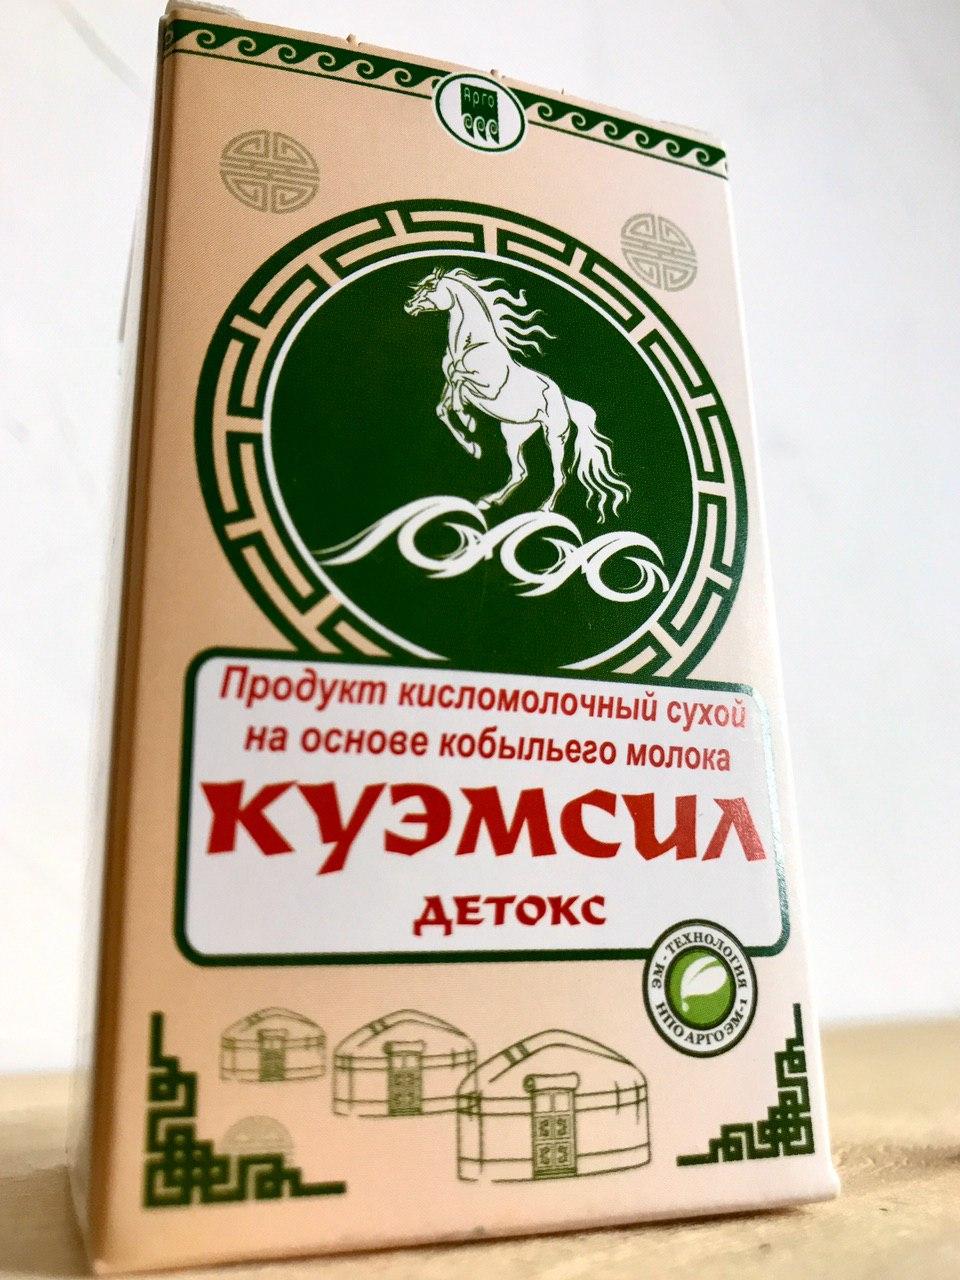 Арго
Продукт кисломолочный сухой
на основе кобыльего молока
КУЭМСИЛ
ДЕТОКС
ЭМ - ТЕХНОЛОГИЯ
НПО АРГО ЭМ-1